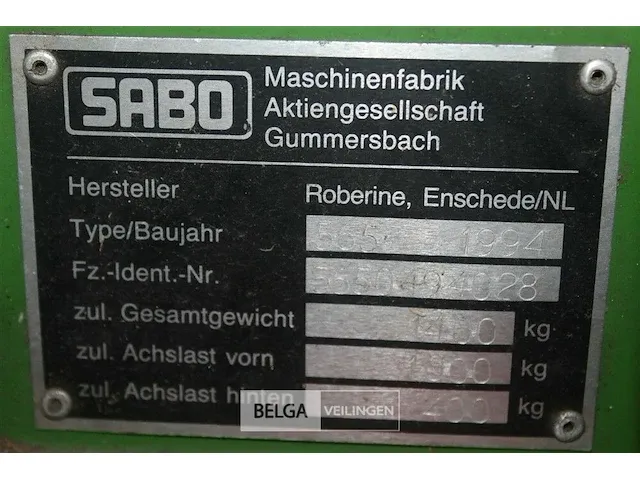 SABO
Maschinenfabrik
Aktiengesellschaft
Gummersbach
Hersteller Roberine, Enschede/NL
Type/Baujahr 1994
Fz.-Ident.-Nr.
zul. Gesamtgewicht kg
zul. Achslast vorn kg
zul. Achslast hinten kg
BELGA VEILINGEN